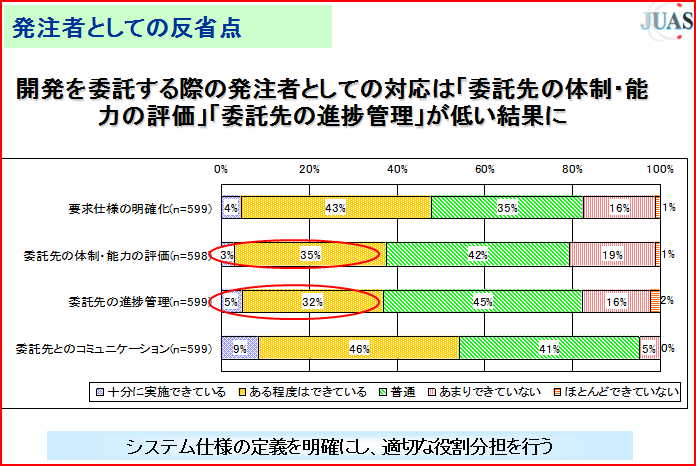 発注者としての反省点
JUAS
開発を委託する際の発注者としての対応は「委託先の体制・能
力の評価」「委託先の進捗管理」が低い結果に
0% 20% 40% 60% 80% 100%
要求仕様の明確化(n=599) 4% 43% 35% 16% 1%
委託先の体制・能力の評価(n=598) 3% 35% 42% 19% 1%
委託先の進捗管理(n=599) 5% 32% 45% 16% 2%
委託先とのコミュニケーション(n=599) 9% 46% 41% 5% 0%
十分に実施できている ある程度はできている 普通 あまりできていない ほとんどできていない
システム仕様の定義を明確にし、適切な役割分担を行う